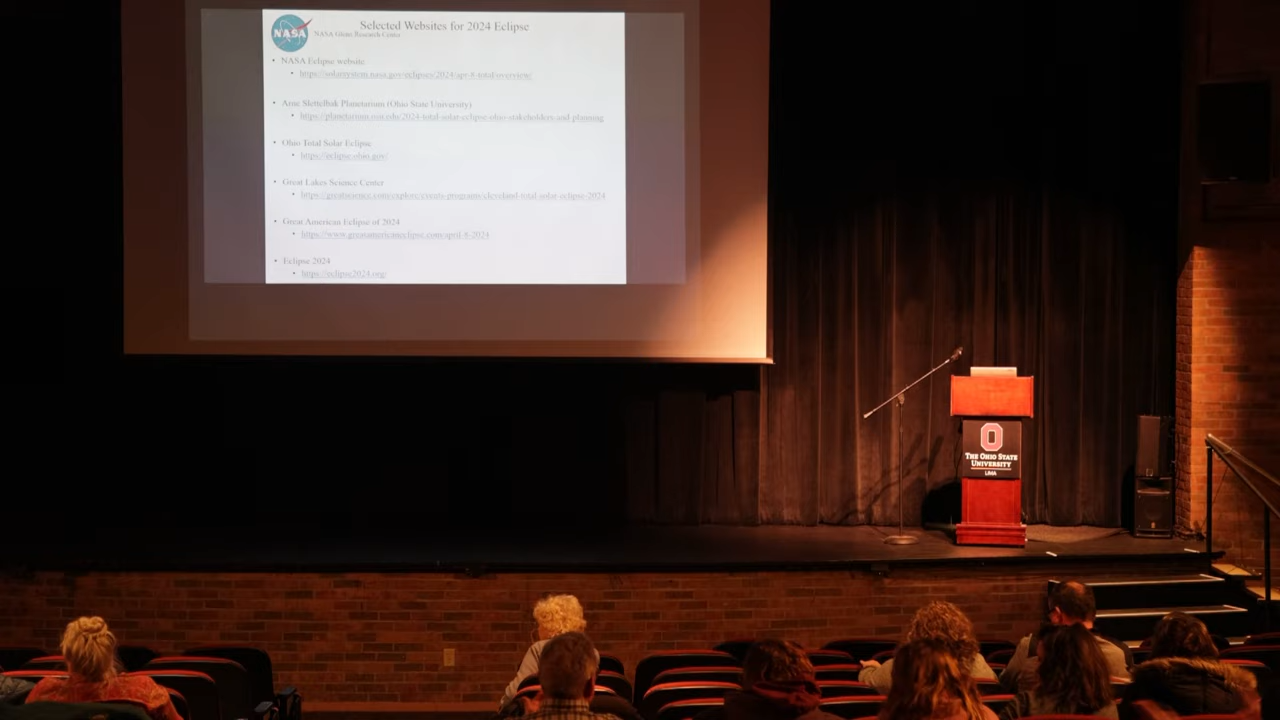 NASA
Selected Websites for 2024 Eclipse
NASA Glenn Research Center
• NASA Eclipse website
• https://solarsystem.nasa.gov/eclipses/2024/apr-8-total/overview/
• Arne Slettebak Planetarium (Ohio State University)
• https://planetarium.osu.edu/2024-total-solar-eclipse-ohio-stakeholders-and-planning
• Ohio Total Solar Eclipse
• https://eclipse.ohio.gov/
• Great Lakes Science Center
• https://greatscience.com/explore/events-programs/cleveland-total-solar-eclipse-2024
• Great American Eclipse of 2024
• https://www.greatamericaneclipse.com/april-8-2024
• Eclipse 2024
• https://eclipse2024.org/
O
THE OHIO STATE
UNIVERSITY
LIMA